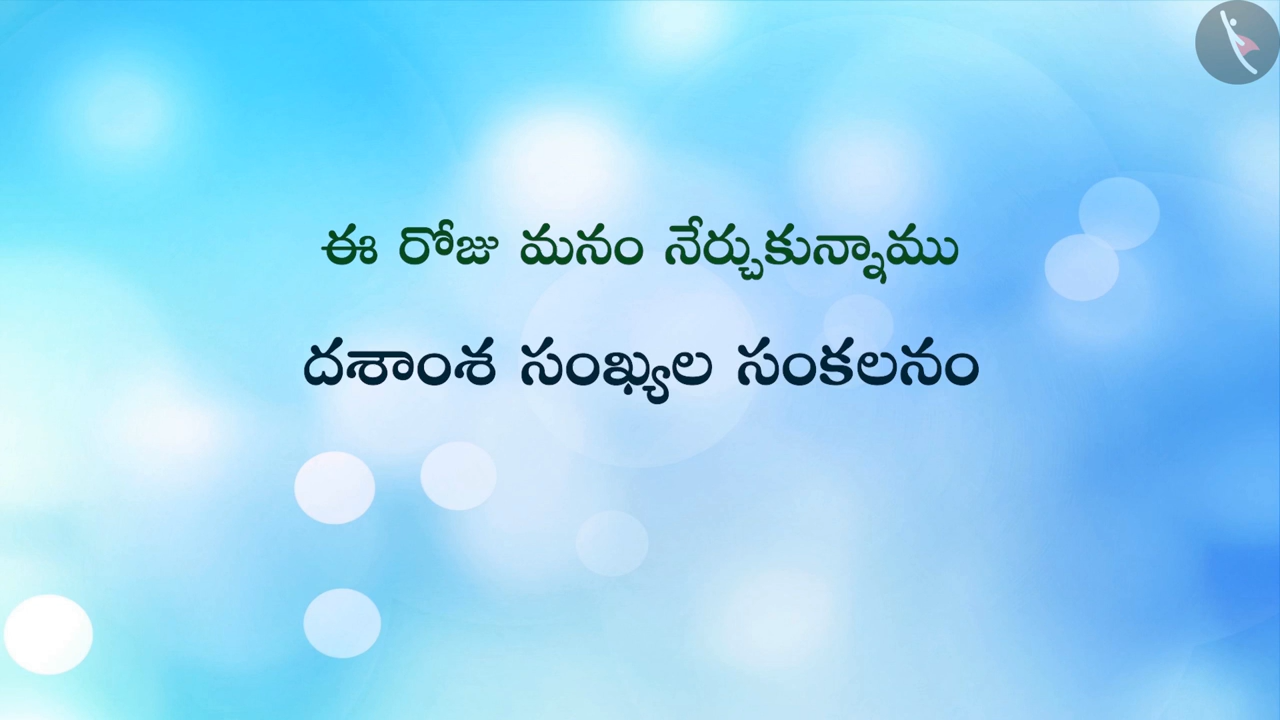 ఈ రోజు మనం నేర్చుకున్నాము
దశాంశ సంఖ్యల సంకలనం